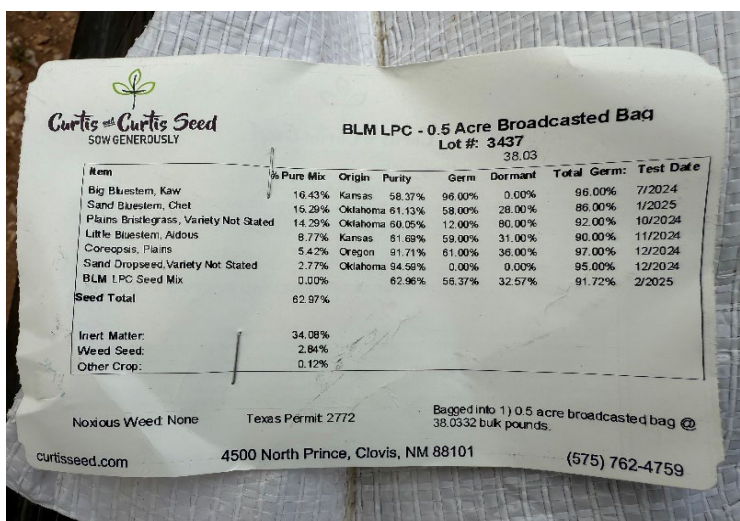 Curtis and Curtis Seed
SOW GENEROUSLY
BLM LPC - 0.5 Acre Broadcasted Bag
Lot #: 3437
38.03
Item % Pure Mix Origin Purity Germ Dormant Total Germ: Test Date
Big Bluestem, Kaw 16.43% Kansas 58.37% 96.00% 0.00% 96.00% 7/2024
Sand Bluestem, Chet 15.29% Oklahoma 61.13% 58.00% 28.00% 86.00% 1/2025
Plains Bristlegrass, Variety Not Stated 14.29% Oklahoma 60.05% 12.00% 80.00% 92.00% 10/2024
Little Bluestem, Aldous 8.77% Kansas 61.69% 59.00% 31.00% 90.00% 11/2024
Coreopsis, Plains 5.42% Oregon 91.71% 61.00% 36.00% 97.00% 12/2024
Sand Dropseed,Variety Not Stated 2.77% Oklahoma 94.59% 0.00% 0.00% 95.00% 12/2024
BLM LPC Seed Mix 0.00% 62.96% 56.37% 32.57% 91.72% 2/2025
Seed Total 62.97%
Inert Matter: 34.08%
Weed Seed: 2.84%
Other Crop: 0.12%
Noxious Weed: None Texas Permit: 2772 Bagged into 1) 0.5 acre broadcasted bag @
38.0332 bulk pounds.
curtisseed.com 4500 North Prince, Clovis, NM 88101 (575) 762-4759